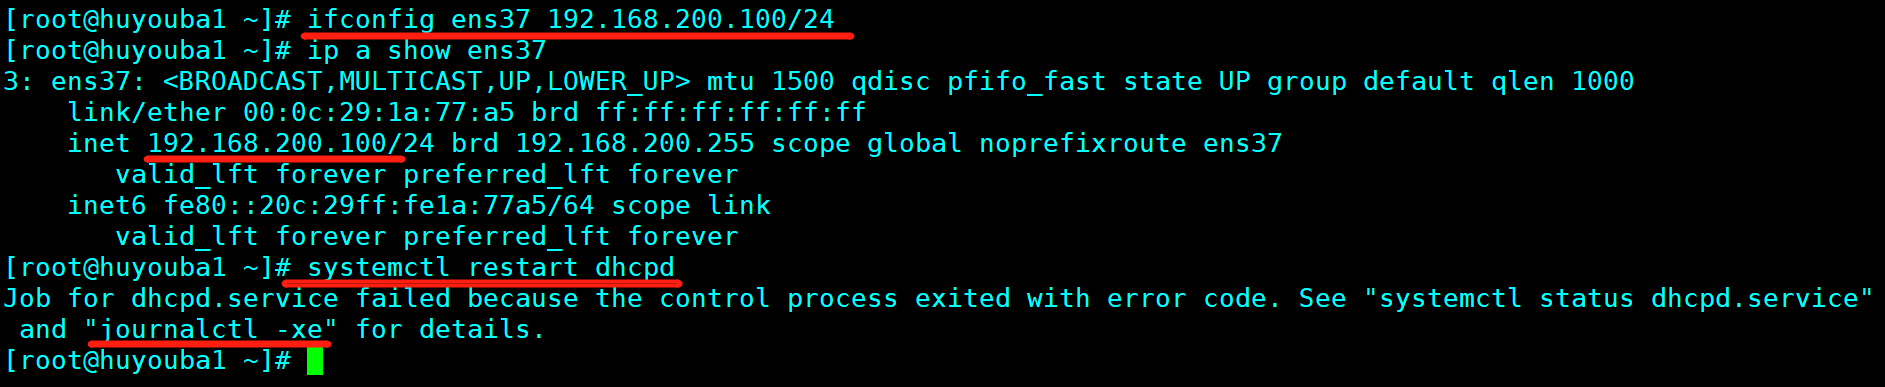 [root@huyouba1 ~]# ifconfig ens37 192.168.200.100/24
[root@huyouba1 ~]# ip a show ens37
3: ens37: <BROADCAST,MULTICAST,UP,LOWER_UP> mtu 1500 qdisc pfifo_fast state UP group default qlen 1000
    link/ether 00:0c:29:1a:77:a5 brd ff:ff:ff:ff:ff:ff
    inet 192.168.200.100/24 brd 192.168.200.255 scope global noprefixroute ens37
       valid_lft forever preferred_lft forever
    inet6 fe80::20c:29ff:fe1a:77a5/64 scope link
       valid_lft forever preferred_lft forever
[root@huyouba1 ~]# systemctl restart dhcpd
Job for dhcpd.service failed because the control process exited with error code. See "systemctl status dhcpd.service"
 and "journalctl -xe" for details.
[root@huyouba1 ~]#